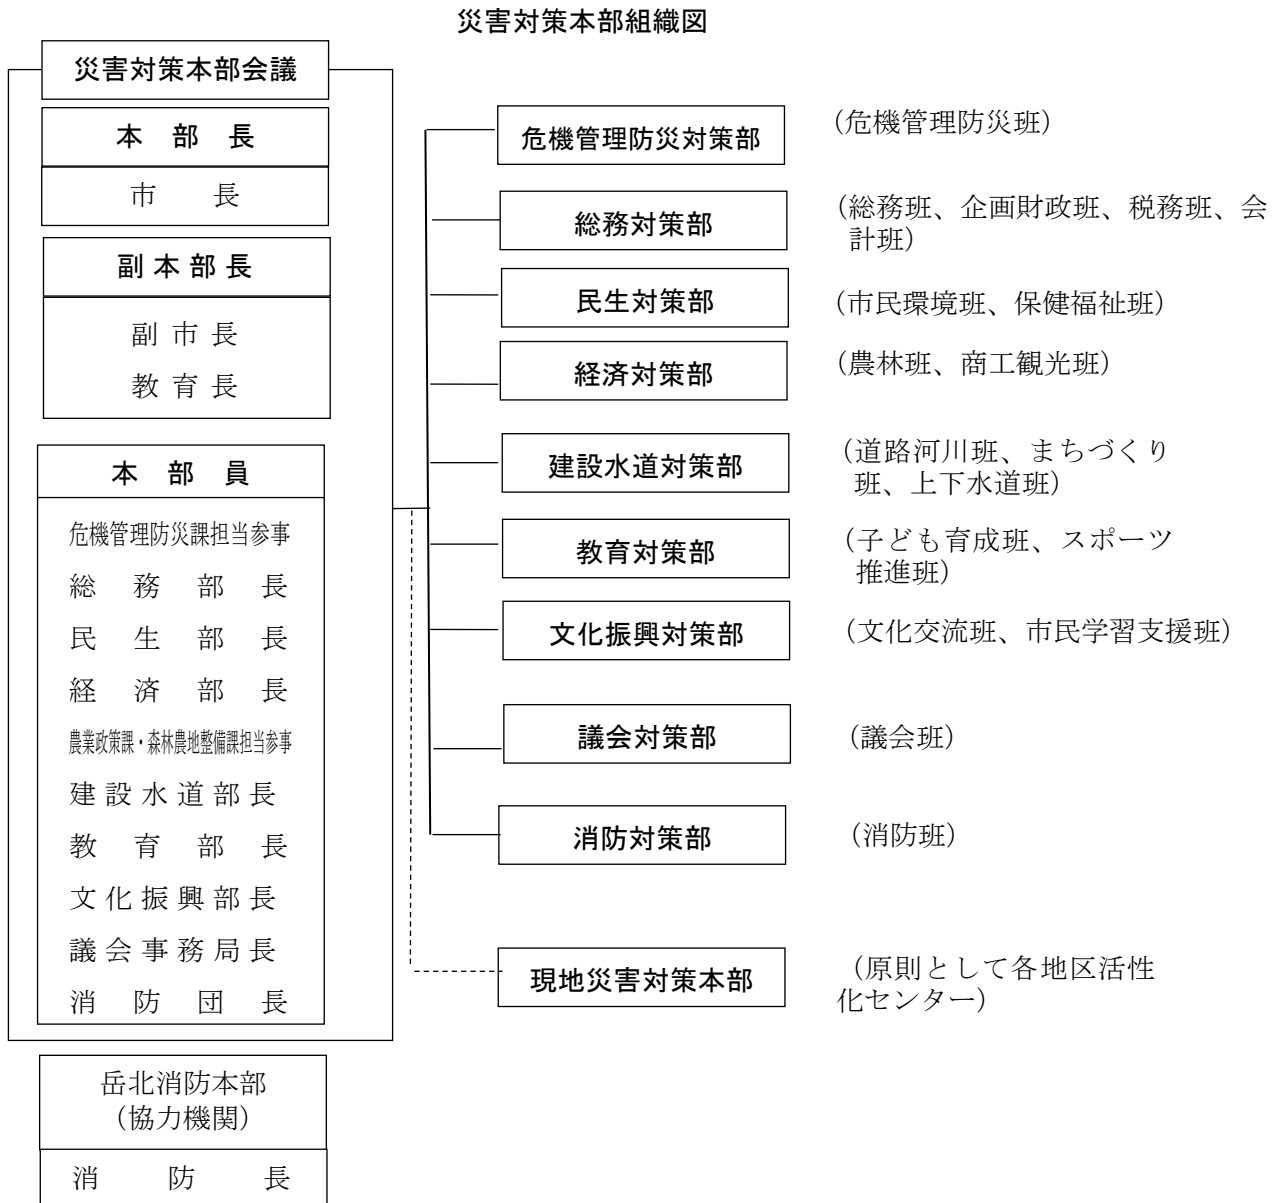 災害対策本部組織図
災害対策本部会議
本部長
市長
副本部長
副市長
教育長
本部員
危機管理防災課担当参事
総務部長
民生部長
経済部長
農業政策課・森林農地整備課担当参事
建設水道部長
教育部長
文化振興部長
議会事務局長
消防団長
岳北消防本部
(協力機関)
消防長
危機管理防災対策部
(危機管理防災班)
総務対策部
(総務班、企画財政班、税務班、会
計班)
民生対策部
(市民環境班、保健福祉班)
経済対策部
(農林班、商工観光班)
建設水道対策部
(道路河川班、まちづくり
班、上下水道班)
教育対策部
(子ども育成班、スポーツ
推進班)
文化振興対策部
(文化交流班、市民学習支援班)
議会対策部
(議会班)
消防対策部
(消防班)
現地災害対策本部
(原則として各地区活性
化センター)